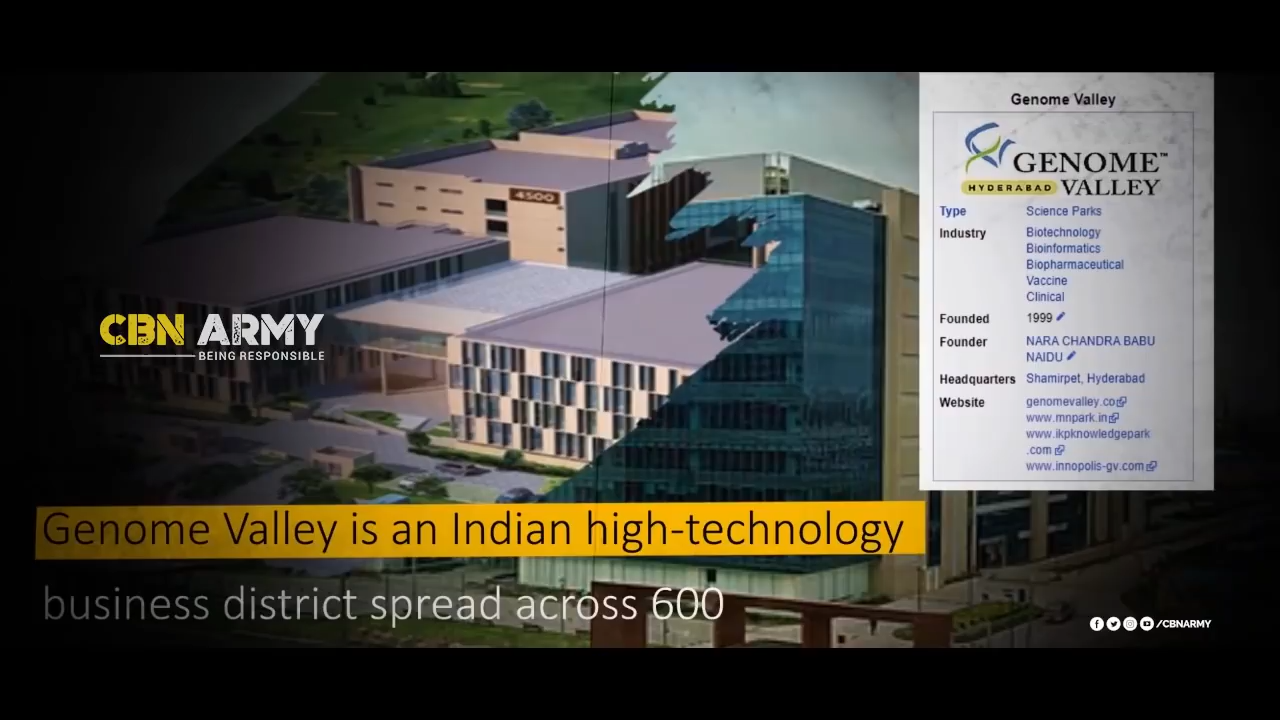 Genome Valley
GENOME™
HYDERABAD VALLEY
Type Science Parks
Industry Biotechnology
Bioinformatics
Biopharmaceutical
Vaccine
Clinical
Founded 1999
Founder NARA CHANDRA BABU
NAIDU
Headquarters Shamirpet, Hyderabad
Website genomevalley.co
www.mnpark.in
www.ikpknowledgepark
.com
www.innopolis-gv.com
4500
CBN ARMY
BEING RESPONSIBLE
Genome Valley is an Indian high-technology
business district spread across 600
/CBNARMY